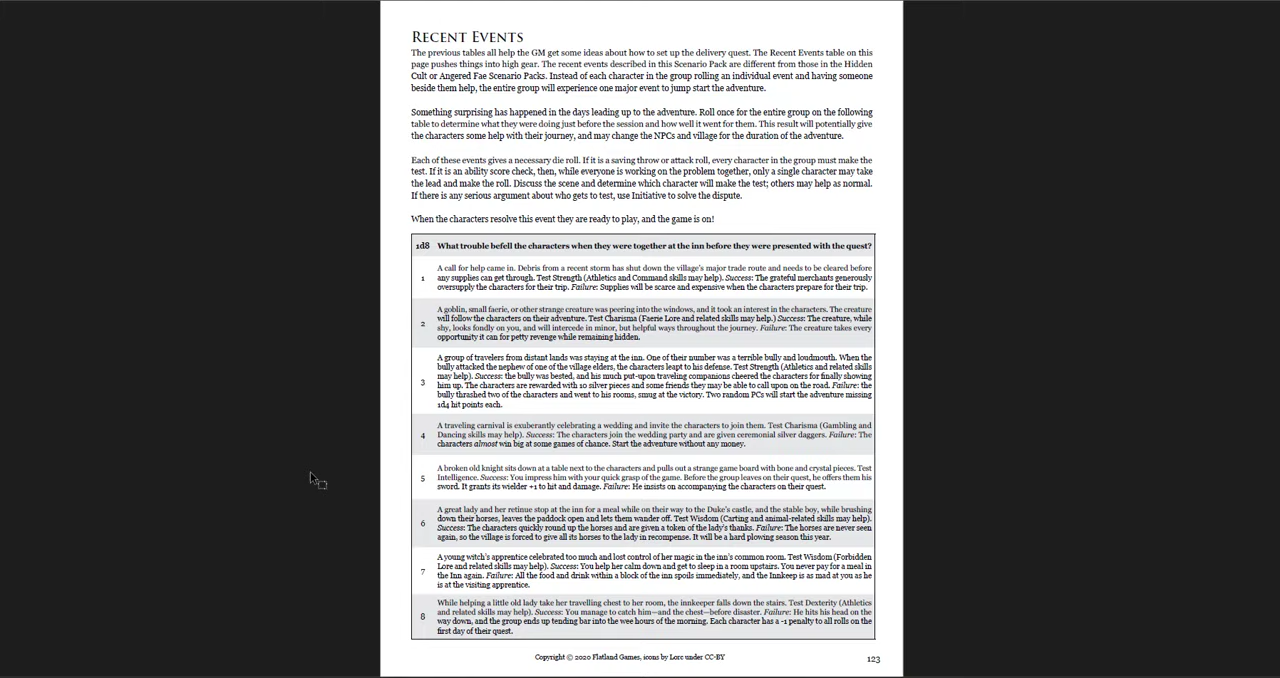 RECENT EVENTS
The previous tables all help the GM get some ideas about how to set up the delivery quest. The Recent Events table on this
page pushes things into high gear. The recent events described in this Scenario Pack are different from those in the Hidden
Cult or Angered Fae Scenario Packs. Instead of each character in the group rolling an individual event and having someone
beside them help, the entire group will experience one major event to jump start the adventure.
Something surprising has happened in the days leading up to the adventure. Roll once for the entire group on the following
table to determine what they were doing just before the session and how well it went for them. This result will potentially give
the characters some help with their journey, and may change the NPCs and village for the duration of the adventure.
Each of these events gives a necessary die roll. If it is a saving throw or attack roll, every character in the group must make the
test. If it is an ability score check, then, while everyone is working on the problem together, only a single character may take
the lead and make the roll. Discuss the scene and determine which character will make the test; others may help as normal.
If there is any serious argument about who gets to test, use Initiative to solve the dispute.
When the characters resolve this event they are ready to play, and the game is on!
1d8 What trouble befell the characters when they were together at the inn before they were presented with the quest?
A call for help came in. Debris from a recent storm has shut down the village's major trade route and needs to be cleared before
1 any supplies can get through. Test Strength (Athletics and Command skills may help). Success: The grateful merchants generously
oversupply the characters for their trip. Failure: Supplies will be scarce and expensive when the characters prepare for their trip.
A goblin, small faerie, or other strange creature was peering into the windows, and it took an interest in the characters. The creature
will follow the characters on their adventure. Test Charisma (Faerie Lore and related skills may help.) Success: The creature, while
2 shy, looks fondly on you, and will intercede in minor, but helpful ways throughout the journey. Failure: The creature takes every
opportunity it can for petty revenge while remaining hidden.
A group of travelers from distant lands was staying at the inn. One of their number was a terrible bully and loudmouth. When the
bully attacked the nephew of one of the village elders, the characters leapt to his defense. Test Strength (Athletics and related skills
may help). Success: the bully was bested, and his much put-upon traveling companions cheered the characters for finally showing
3 him up. The characters are rewarded with 10 silver pieces and some friends they may be able to call upon on the road. Failure: the
bully thrashed two of the characters and went to his rooms, smug at the victory. Two random PCs will start the adventure missing
1d4 hit points each.
A traveling carnival is exuberantly celebrating a wedding and invite the characters to join them. Test Charisma (Gambling and
4 Dancing skills may help). Success: The characters join the wedding party and are given ceremonial silver daggers. Failure: The
characters almost win big at some games of chance. Start the adventure without any money.
A broken old knight sits down at a table next to the characters and pulls out a strange game board with bone and crystal pieces. Test
5 Intelligence. Success: You impress him with your quick grasp of the game. Before the group leaves on their quest, he offers them his
sword. It grants its wielder +1 to hit and damage. Failure: He insists on accompanying the characters on their quest.
A great lady and her retinue stop at the inn for a meal while on their way to the Duke's castle, and the stable boy, while brushing
down their horses, leaves the paddock open and lets them wander off. Test Wisdom (Carting and animal-related skills may help).
6 Success: The characters quickly round up the horses and are given a token of the lady's thanks. Failure: The horses are never seen
again, so the village is forced to give all its horses to the lady in recompense. It will be a hard plowing season this year.
A young witch's apprentice celebrated too much and lost control of her magic in the inn's common room. Test Wisdom (Forbidden
Lore and related skills may help). Success: You help her calm down and get to sleep in a room upstairs. You never pay for a meal in
7 the Inn again. Failure: All the food and drink within a block of the inn spoils immediately, and the Innkeep is as mad at you as he
is at the visiting apprentice.
While helping a little old lady take her travelling chest to her room, the innkeeper falls down the stairs. Test Dexterity (Athletics
and related skills may help). Success: You manage to catch him—and the chest—before disaster. Failure: He hits his head on the
8 way down, and the group ends up tending bar into the wee hours of the morning. Each character has a -1 penalty to all rolls on the
first day of their quest.
Copyright © 2020 Flatland Games, icons by Lorc under CC-BY
123